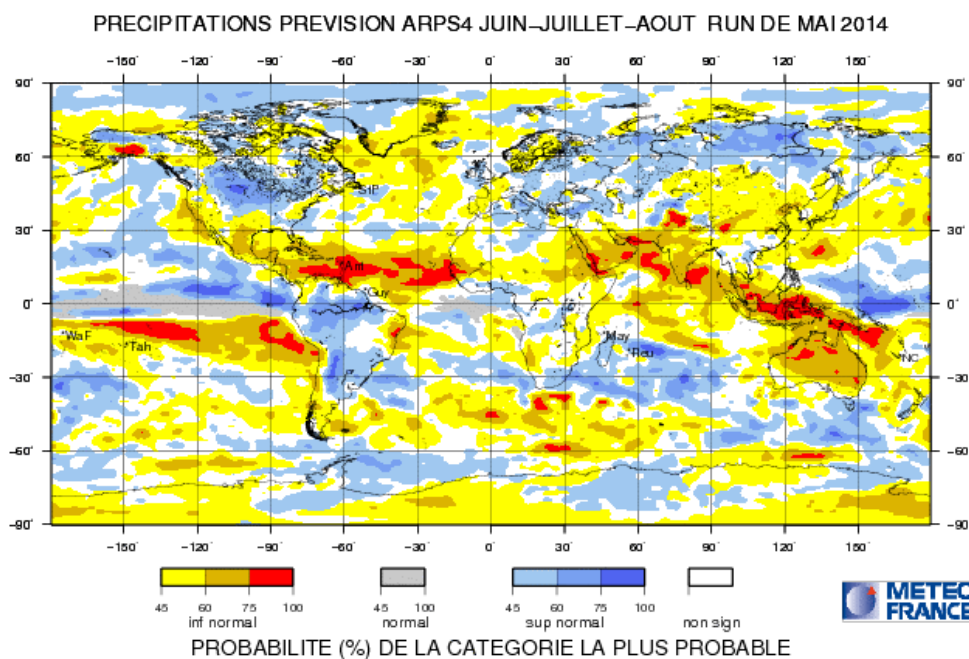 PRECIPITATIONS PREVISION ARPS4 JUIN–JUILLET–AOUT RUN DE MAI 2014
−150˚ −120˚ −90˚ −60˚ −30˚ 0˚ 30˚ 60˚ 90˚ 120˚ 150˚
90˚ 90˚
60˚ 60˚
SHP
30˚ 30˚
Ant
Guy
0˚ 0˚
WaF Tah May Reu NC
−30˚ −30˚
−60˚ −60˚
−90˚ −90˚
−150˚ −120˚ −90˚ −60˚ −30˚ 0˚ 30˚ 60˚ 90˚ 120˚ 150˚
45 60 75 100 45 100 45 60 75 100
inf normal normal sup normal non sign
METEO
FRANCE
PROBABILITE (%) DE LA CATEGORIE LA PLUS PROBABLE